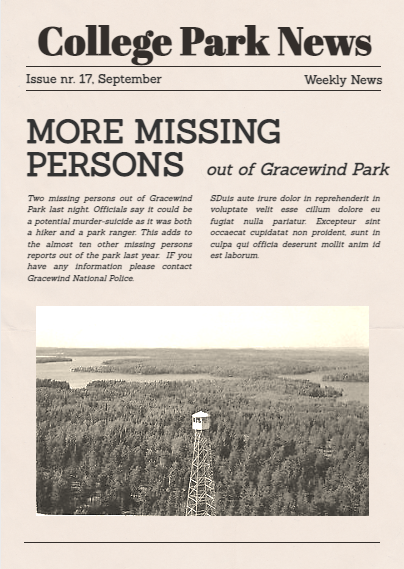 College Park News
Issue nr. 17, September
Weekly News
MORE MISSING
PERSONS out of Gracewind Park
Two missing persons out of Gracewind
Park last night. Officials say it could be
a potential murder-suicide as it was both
a hiker and a park ranger. This adds to
the almost ten other missing persons
reports out of the park last year. IF you
have any information please contact
Gracewind National Police.
SDuis aute irure dolor in reprehenderit in
voluptate velit esse cillum dolore eu
fugiat nulla pariatur. Excepteur sint
occaecat cupidatat non proident, sunt in
culpa qui officia deserunt mollit anim id
est laborum.